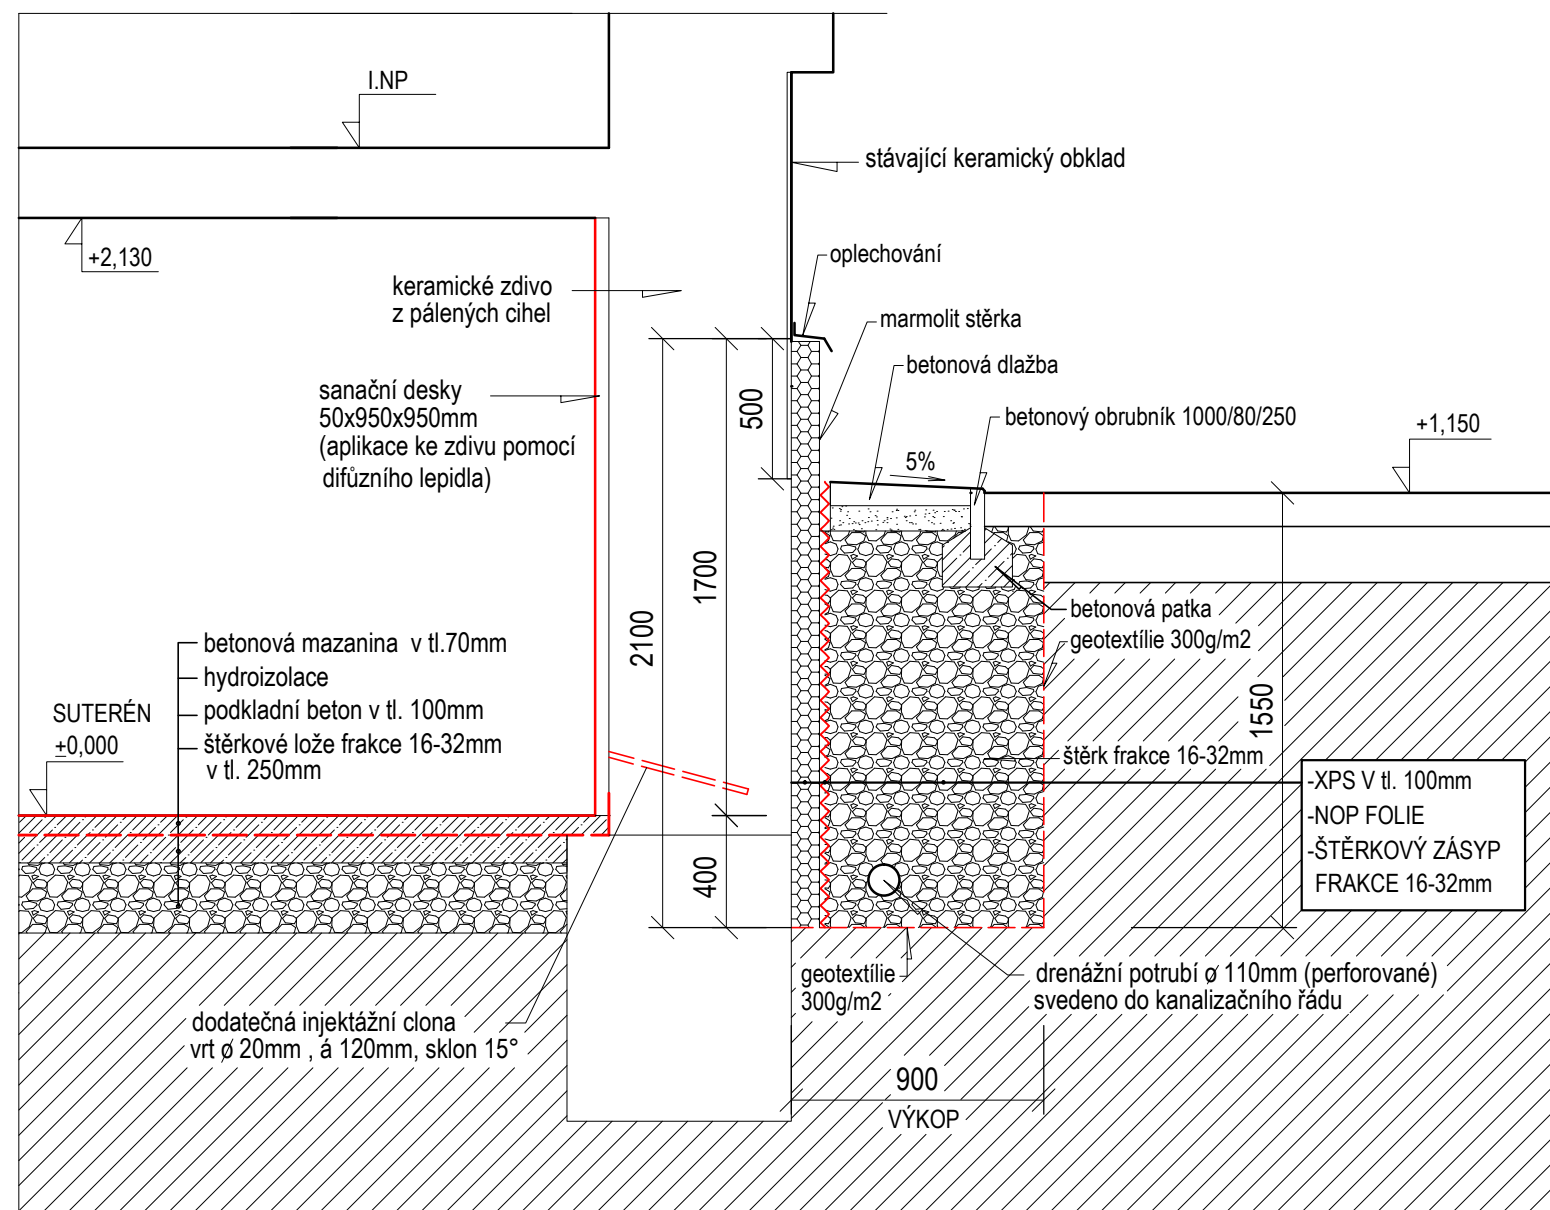 I.NP
stávající keramický obklad
+2,130
oplechování
keramické zdivo
z pálených cihel
marmolit stěrka
betonová dlažba
sanační desky
50x950x950mm
(aplikace ke zdivu pomocí
difůzního lepidla)
500
betonový obrubník 1000/80/250
+1,150
5%
1700
2100
betonová patka
geotextílie 300g/m2
betonová mazanina v tl.70mm
hydroizolace
podkladní beton v tl. 100mm
štěrkové lože frakce 16-32mm
v tl. 250mm
SUTERÉN
±0,000
1550
štěrk frakce 16-32mm
-XPS V tl. 100mm
-NOP FOLIE
-ŠTĚRKOVÝ ZÁSYP
FRAKCE 16-32mm
400
geotextílie
300g/m2
drenážní potrubí ø 110mm (perforované)
svedeno do kanalizačního řádu
dodatečná injektážní clona
vrt ø 20mm , á 120mm, sklon 15°
900
VÝKOP